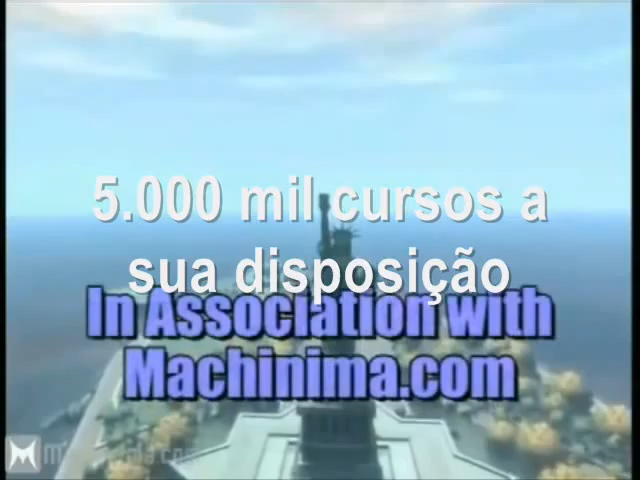 5.000 mil cursos a
sua disposição
In Association with
Machinima.com